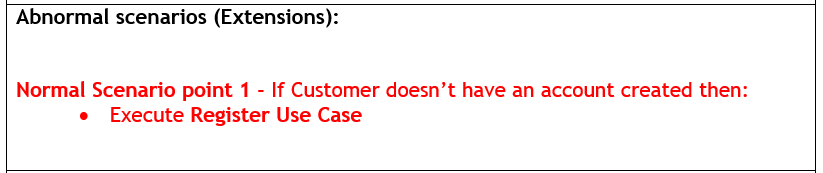 Abnormal scenarios (Extensions):
Normal Scenario point 1 – If Customer doesn’t have an account created then:
• Execute Register Use Case